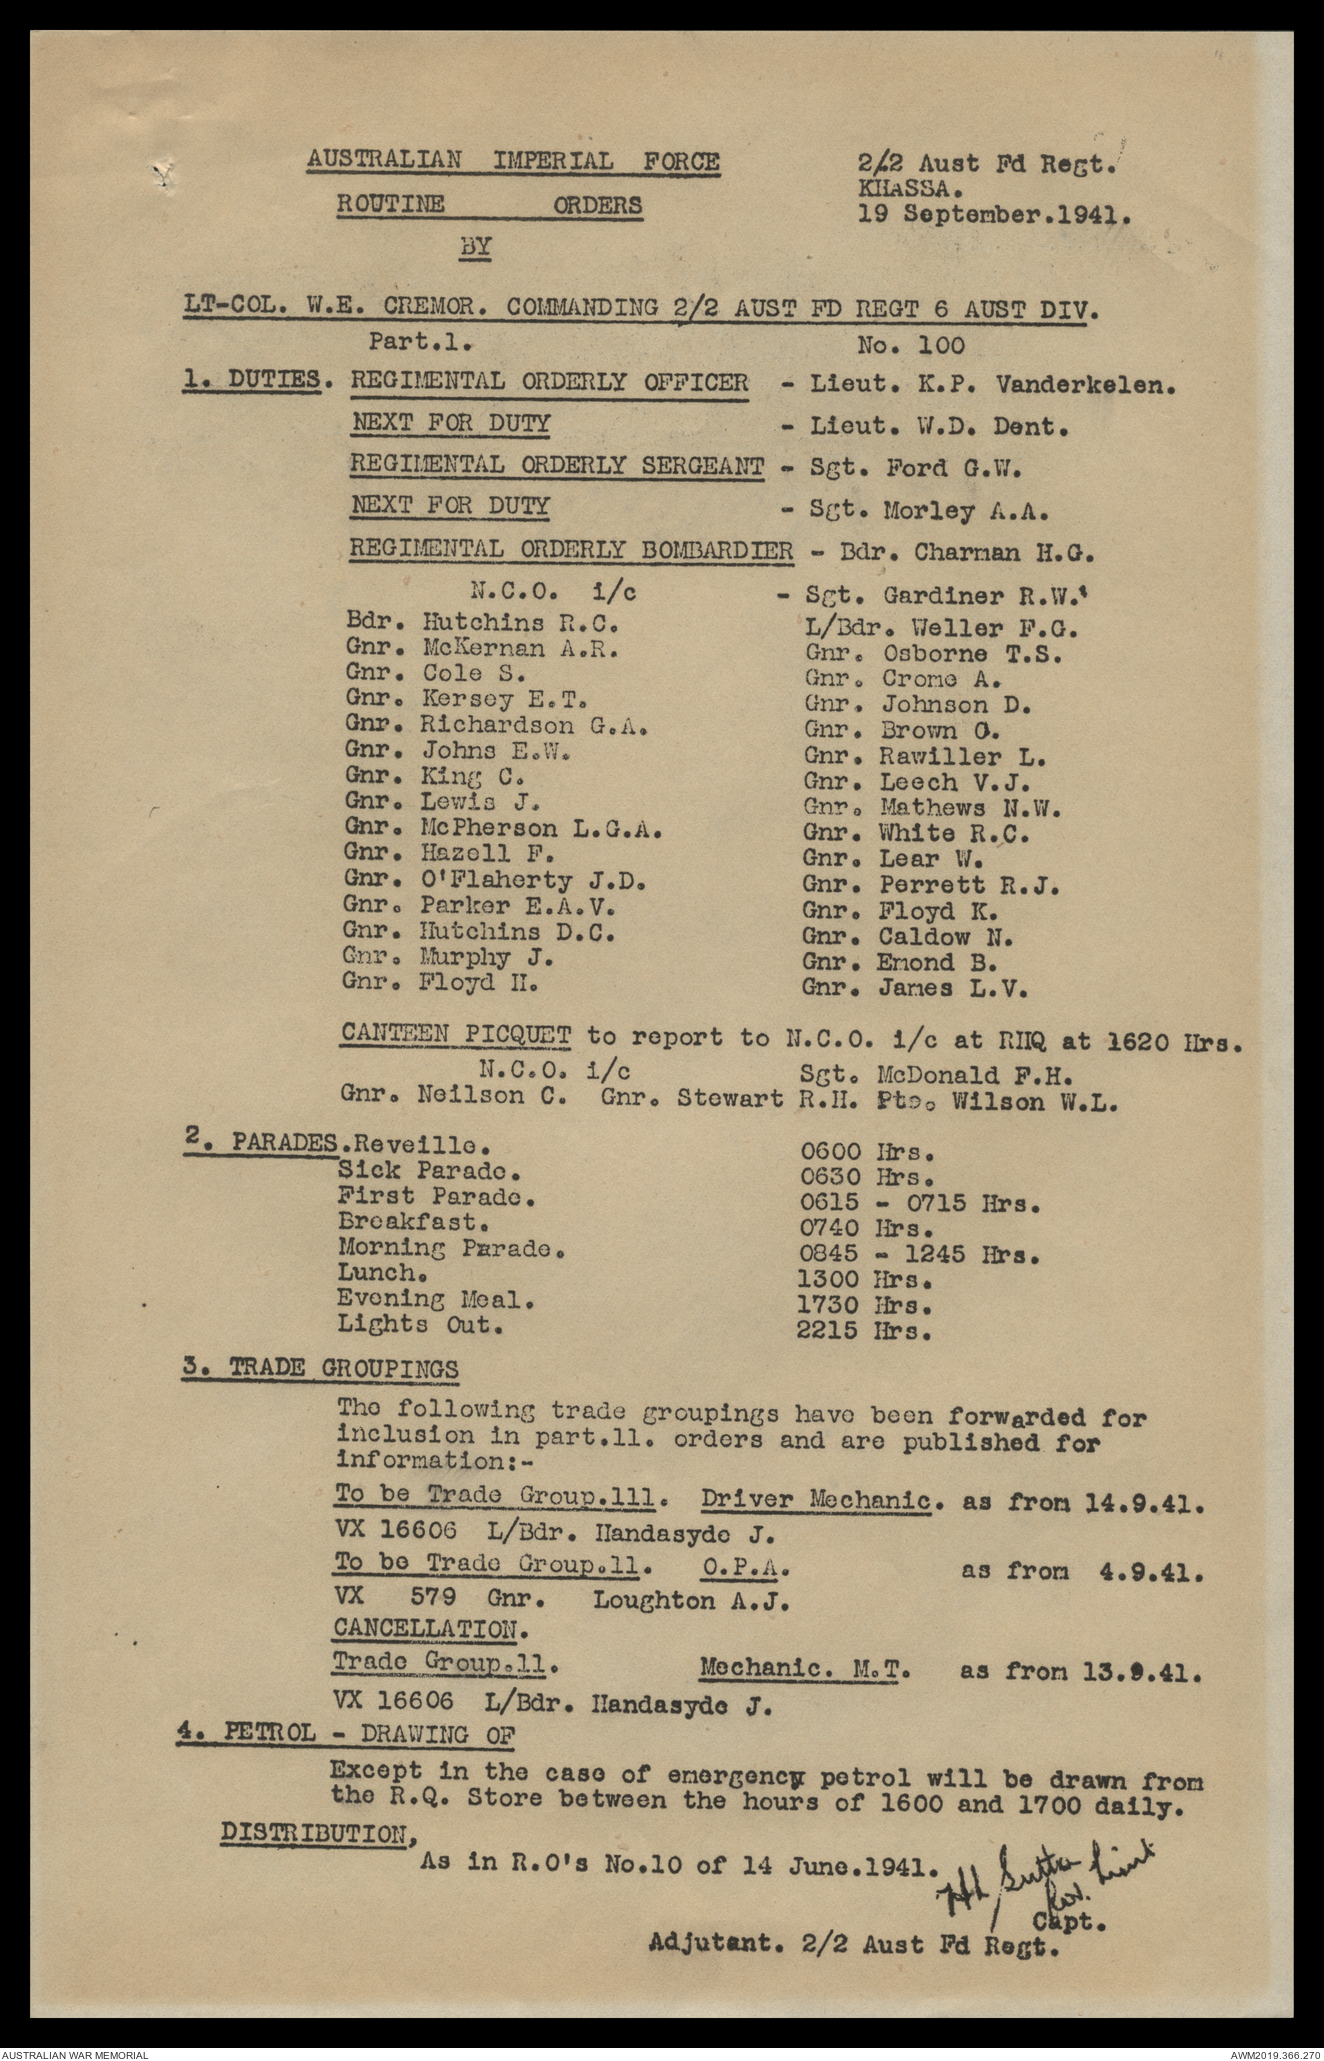 AUSTRALIAN IMPERIAL FORCE 2/2 Aust Fd Regt.
KHASSA.
ROUTINE ORDERS 19 September.1941.
BY
LT-COL. W.E. CREMOR. COMMANDING 2/2 AUST FD REGT 6 AUST DIV.
Part.1. No. 100
1. DUTIES. REGIMENTAL ORDERLY OFFICER - Lieut. K.P. Vanderkelen.
NEXT FOR DUTY - Lieut. W.D. Dent.
REGIMENTAL ORDERLY SERGEANT - Sgt. Ford G.W.
NEXT FOR DUTY - Sgt. Morley A.A.
REGIMENTAL ORDERLY BOMBARDIER - Bdr. Charman H.G.
N.C.O. i/c - Sgt. Gardiner R.W.
Bdr. Hutchins R.C. L/Bdr. Weller F.G.
Gnr. McKernan A.R. Gnr. Osborne T.S.
Gnr. Cole S. Gnr. Crome A.
Gnr. Kersey E.T. Gnr. Johnson D.
Gnr. Richardson G.A. Gnr. Brown O.
Gnr. Johns E.W. Gnr. Rawiller L.
Gnr. King C. Gnr. Leech V.J.
Gnr. Lewis J. Gnr. Mathews N.W.
Gnr. McPherson L.G.A. Gnr. White R.C.
Gnr. Hazell F. Gnr. Lear W.
Gnr. O'Flaherty J.D. Gnr. Perrett R.J.
Gnr. Parker E.A.V. Gnr. Floyd K.
Gnr. Hutchins D.C. Gnr. Caldow N.
Gnr. Murphy J. Gnr. Emond B.
Gnr. Floyd H. Gnr. James L.V.
CANTEEN PICQUET to report to N.C.O. i/c at RHQ at 1620 Hrs.
N.C.O. i/c Sgt. McDonald F.H.
Gnr. Neilson C. Gnr. Stewart R.H. Pte. Wilson W.L.
2. PARADES.Reveille. 0600 Hrs.
Sick Parade. 0630 Hrs.
First Parade. 0615 - 0715 Hrs.
Breakfast. 0740 Hrs.
Morning Parade. 0845 - 1245 Hrs.
Lunch. 1300 Hrs.
Evening Meal. 1730 Hrs.
Lights Out. 2215 Hrs.
3. TRADE GROUPINGS
The following trade groupings have been forwarded for
inclusion in part.11. orders and are published for
information:-
To be Trade Group.111. Driver Mechanic. as from 14.9.41.
VX 16606 L/Bdr. Handasyde J.
To be Trade Group.11. O.P.A. as from 4.9.41.
VX 579 Gnr. Loughton A.J.
CANCELLATION.
Trade Group.11. Mechanic. M.T. as from 13.9.41.
VX 16606 L/Bdr. Handasyde J.
4. PETROL - DRAWING OF
Except in the case of emergency petrol will be drawn from
the R.Q. Store between the hours of 1600 and 1700 daily.
DISTRIBUTION,
As in R.O's No.10 of 14 June.1941.
Lieut
for.
Capt.
Adjutant. 2/2 Aust Fd Regt.
AUSTRALIAN WAR MEMORIAL AWM2019.366.270